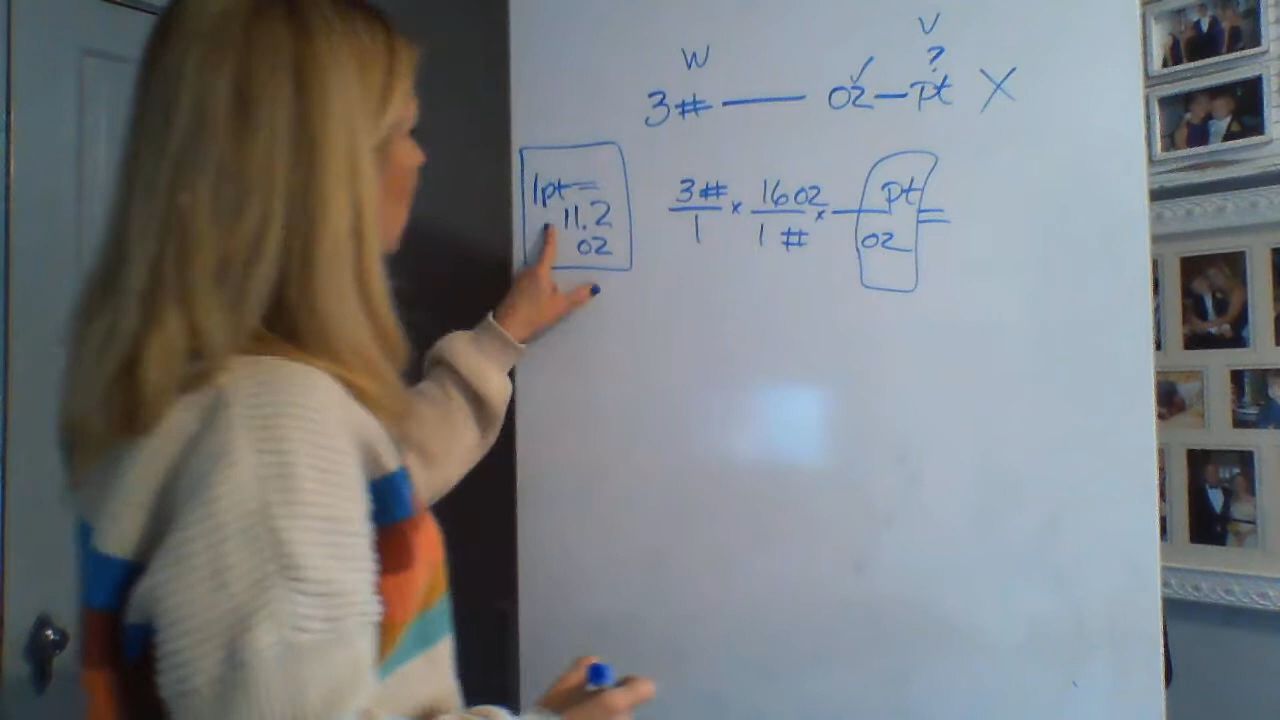 W V
?
3# — oz✓—pt X
1pt=
11.2
oz
3# 16oz pt
— × — × — =
1 1# oz